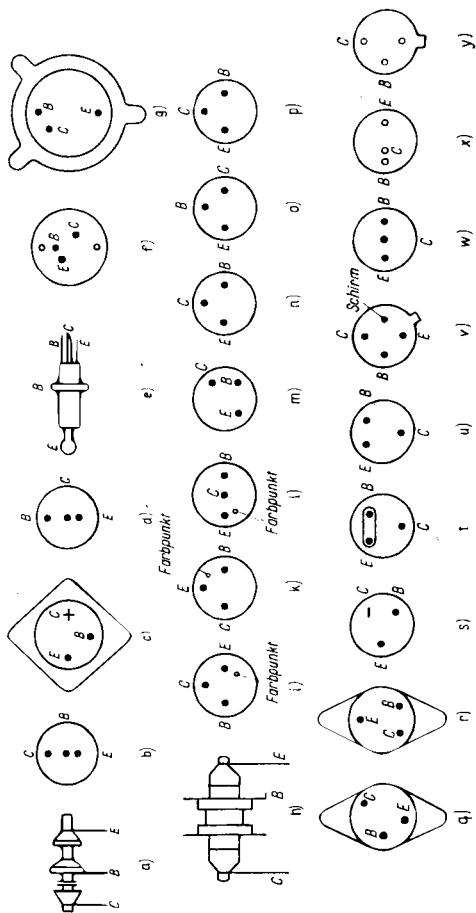 C B E
a)
C B E
b)
E C + B
c)
B C E
d)
E B B C E
e)
E B C
f)
B C E
g)
C B E
h)
C B Farbpunkt
i)
Farbpunkt
E C B
k)
E C B
Farbpunkt
l)
C E B
m)
C E B
n)
B E C
o)
C E B
p)
B C E
q)
E C B
r)
C − E B
s)
E B C
t
E B C
u)
C Schirm B E
v)
E B C
w)
B C E
x)
C B E
y)